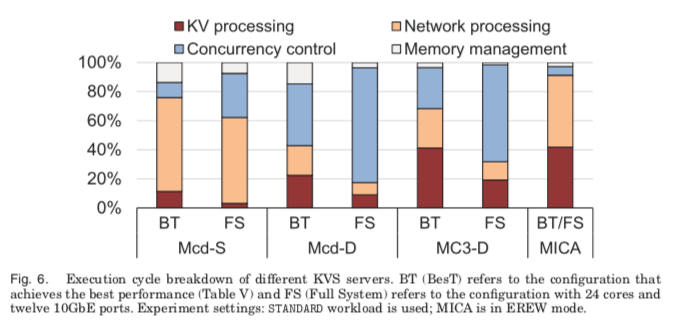 KV processing Network processing
Concurrency control Memory management
100%
80%
60%
40%
20%
0%
BT FS BT FS BT FS BT/FS
Mcd-S Mcd-D MC3-D MICA
Fig. 6. Execution cycle breakdown of different KVS servers. BT (BesT) refers to the configuration that
achieves the best performance (Table V) and FS (Full System) refers to the configuration with 24 cores and
twelve 10GbE ports. Experiment settings: STANDARD workload is used; MICA is in EREW mode.